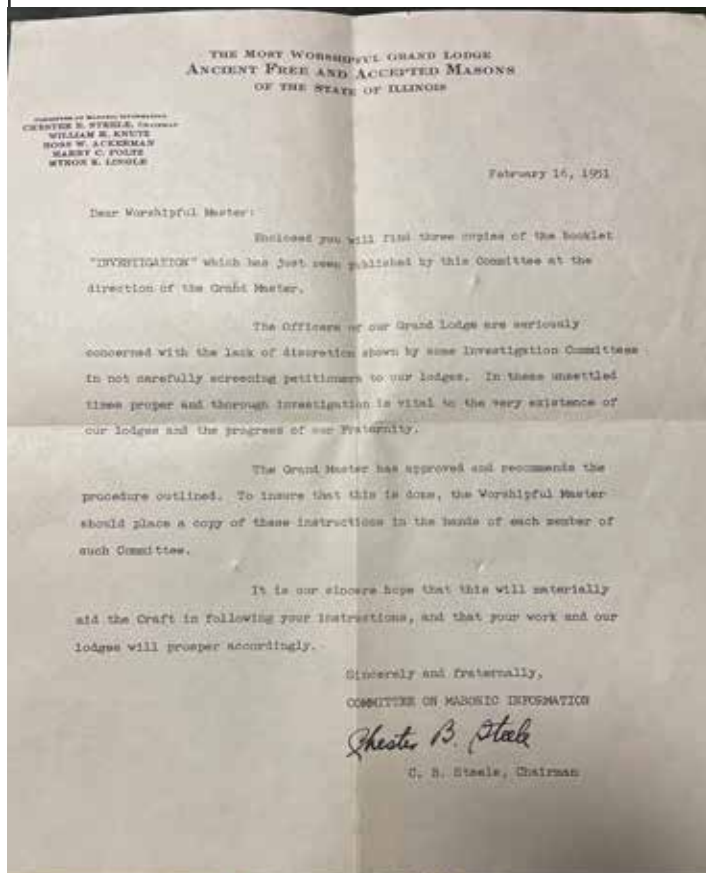 THE MOST WORSHIPFUL GRAND LODGE
ANCIENT FREE AND ACCEPTED MASONS
OF THE STATE OF ILLINOIS
COMMITTEE ON MASONIC INFORMATION
CHESTER B. STEELE, CHAIRMAN
WILLIAM H. KNUTZ
ROSS W. ACKERMAN
HARRY C. FOLTZ
MYRON K. LINGLE
February 16, 1951
Dear Worshipful Master:
Enclosed you will find three copies of the booklet
"INVESTIGATION" which has just been published by this Committee at the
direction of the Grand Master.
The Officers of our Grand Lodge are seriously
concerned with the lack of discretion shown by some Investigation Committees
in not carefully screening petitioners to our lodges. In these unsettled
times proper and thorough investigation is vital to the very existence of
our lodges and the progress of our Fraternity.
The Grand Master has approved and recommends the
procedure outlined. To insure that this is done, the Worshipful Master
should place a copy of these instructions in the hands of each member of
such Committee.
It is our sincere hope that this will materially
aid the Craft in following your instructions, and that your work and our
lodges will prosper accordingly.
Sincerely and fraternally,
COMMITTEE ON MASONIC INFORMATION
Chester B. Steele
C. B. Steele, Chairman